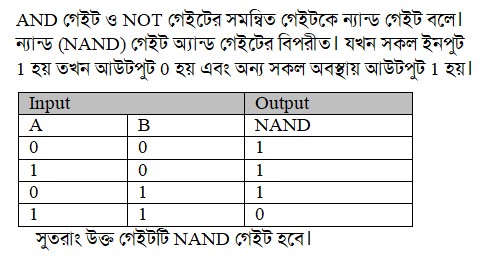 AND গেইট ও NOT গেইটের সমন্বিত গেইটকে ন্যান্ড গেইট বলে।
ন্যান্ড (NAND) গেইট অ্যান্ড গেইটের বিপরীত। যখন সকল ইনপুট
1 হয় তখন আউটপুট 0 হয় এবং অন্য সকল অবস্থায় আউটপুট 1 হয়।
Input Output
A B NAND
0 0 1
1 0 1
0 1 1
1 1 0
সুতরাং উক্ত গেইটটি NAND গেইট হবে।